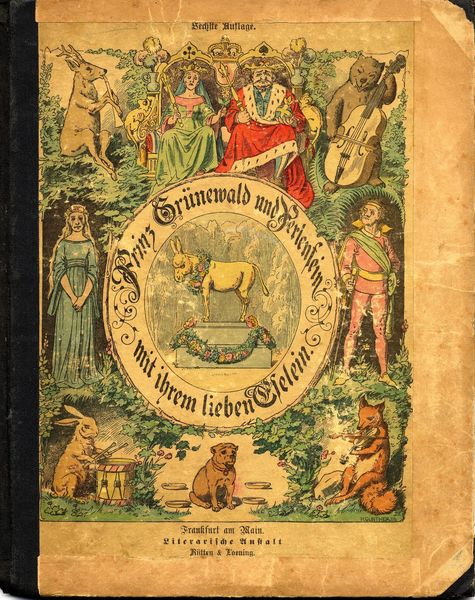 Sechste Auflage.
Prinz Grünewald und Perlenfein
mit ihrem lieben Eselein.
Frankfurt am Main.
Literarische Anstalt
Rütten & Loening.